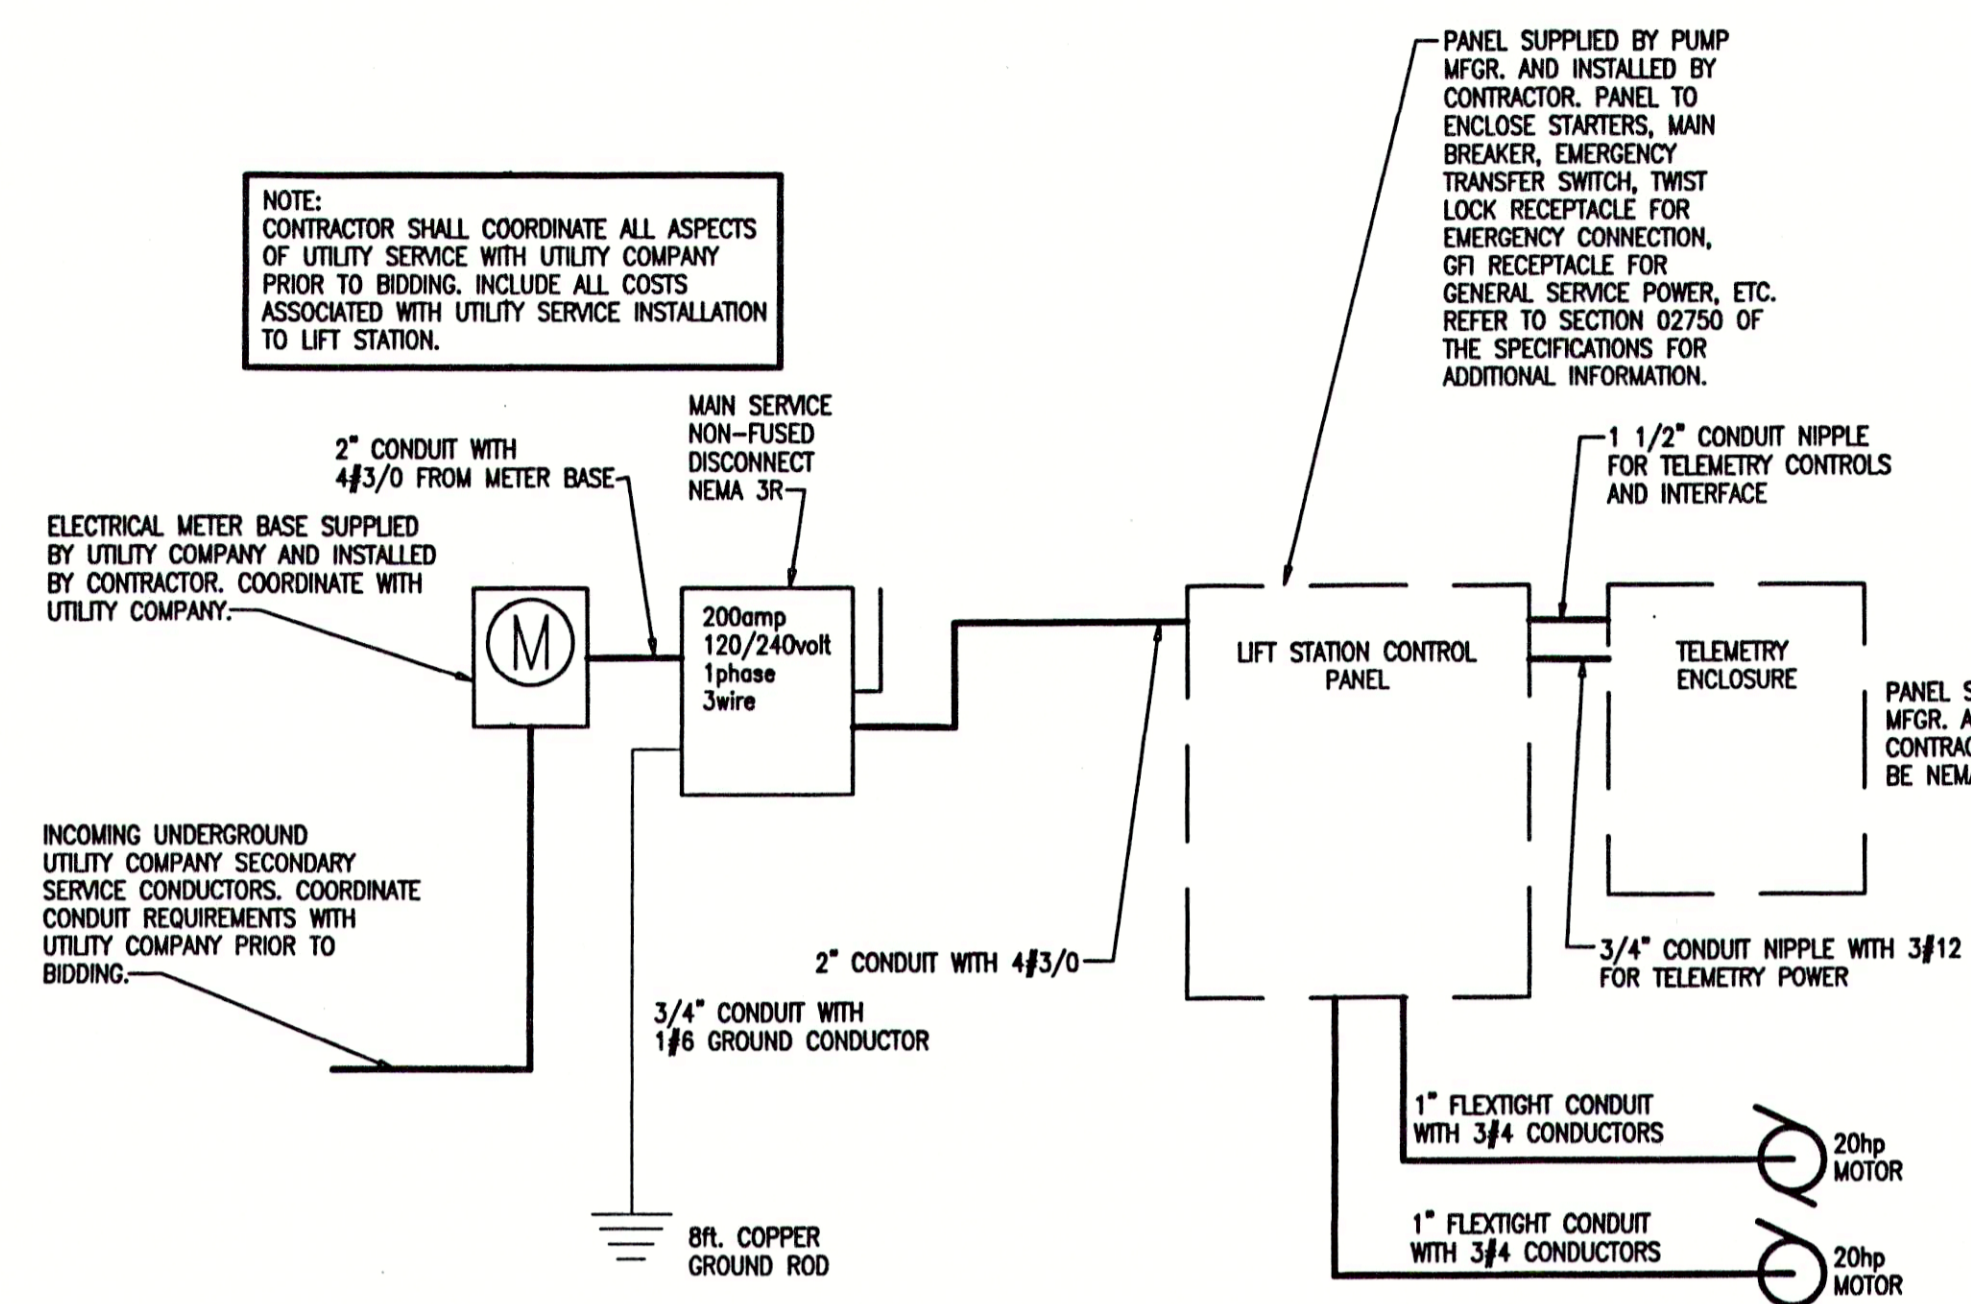 PANEL SUPPLIED BY PUMP
MFGR. AND INSTALLED BY
CONTRACTOR. PANEL TO
ENCLOSE STARTERS, MAIN
BREAKER, EMERGENCY
TRANSFER SWITCH, TWIST
LOCK RECEPTACLE FOR
EMERGENCY CONNECTION,
GFI RECEPTACLE FOR
GENERAL SERVICE POWER, ETC.
REFER TO SECTION 02750 OF
THE SPECIFICATIONS FOR
ADDITIONAL INFORMATION.
NOTE:
CONTRACTOR SHALL COORDINATE ALL ASPECTS
OF UTILITY SERVICE WITH UTILITY COMPANY
PRIOR TO BIDDING. INCLUDE ALL COSTS
ASSOCIATED WITH UTILITY SERVICE INSTALLATION
TO LIFT STATION.
MAIN SERVICE
NON-FUSED
DISCONNECT
NEMA 3R
2" CONDUIT WITH
4#3/0 FROM METER BASE
1 1/2" CONDUIT NIPPLE
FOR TELEMETRY CONTROLS
AND INTERFACE
ELECTRICAL METER BASE SUPPLIED
BY UTILITY COMPANY AND INSTALLED
BY CONTRACTOR. COORDINATE WITH
UTILITY COMPANY.
M
200amp
120/240volt
1phase
3wire
LIFT STATION CONTROL
PANEL
TELEMETRY
ENCLOSURE
PANEL S
MFGR. A
CONTRAC
BE NEMA
INCOMING UNDERGROUND
UTILITY COMPANY SECONDARY
SERVICE CONDUCTORS. COORDINATE
CONDUIT REQUIREMENTS WITH
UTILITY COMPANY PRIOR TO
BIDDING.
2" CONDUIT WITH 4#3/0
3/4" CONDUIT NIPPLE WITH 3#12
FOR TELEMETRY POWER
3/4" CONDUIT WITH
1#6 GROUND CONDUCTOR
1" FLEXTIGHT CONDUIT
WITH 3#4 CONDUCTORS
20hp
MOTOR
1" FLEXTIGHT CONDUIT
WITH 3#4 CONDUCTORS
20hp
MOTOR
8ft. COPPER
GROUND ROD